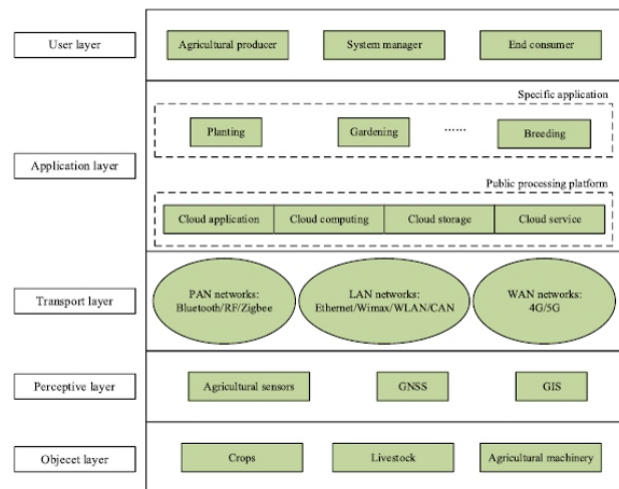 User layer
Agricultural producer
System manager
End consumer
Application layer
Specific application
Planting
Gardening
......
Breeding
Public processing platform
Cloud application
Cloud computing
Cloud storage
Cloud service
Transport layer
PAN networks:
Bluetooth/RF/Zigbee
LAN networks:
Ethernet/Wimax/WLAN/CAN
WAN networks:
4G/5G
Perceptive layer
Agricultural sensors
GNSS
GIS
Objecet layer
Crops
Livestock
Agricultural machinery